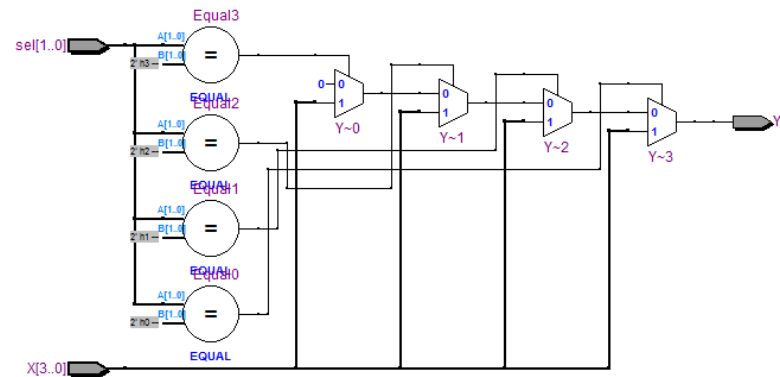 Equal3
sel[1..0]
A[1..0]
B[1..0]
2' h3
=
EQUAL
0
0
1
Y~0
0
1
Y~1
0
1
Y~2
0
1
Y~3
Y
Equal2
A[1..0]
B[1..0]
2' h2
=
EQUAL
Equal1
A[1..0]
B[1..0]
2' h1
=
EQUAL
Equal0
A[1..0]
B[1..0]
2' h0
=
EQUAL
X[3..0]